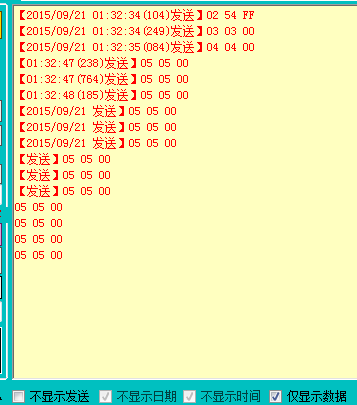 【2015/09/21 01:32:34(104)发送】02 54 FF
【2015/09/21 01:32:34(249)发送】03 03 00
【2015/09/21 01:32:35(084)发送】04 04 00
【01:32:47(238)发送】05 05 00
【01:32:47(764)发送】05 05 00
【01:32:48(185)发送】05 05 00
【2015/09/21 发送】05 05 00
【2015/09/21 发送】05 05 00
【2015/09/21 发送】05 05 00
【发送】05 05 00
【发送】05 05 00
【发送】05 05 00
05 05 00
05 05 00
05 05 00
05 05 00
不显示发送 不显示日期 不显示时间 仅显示数据